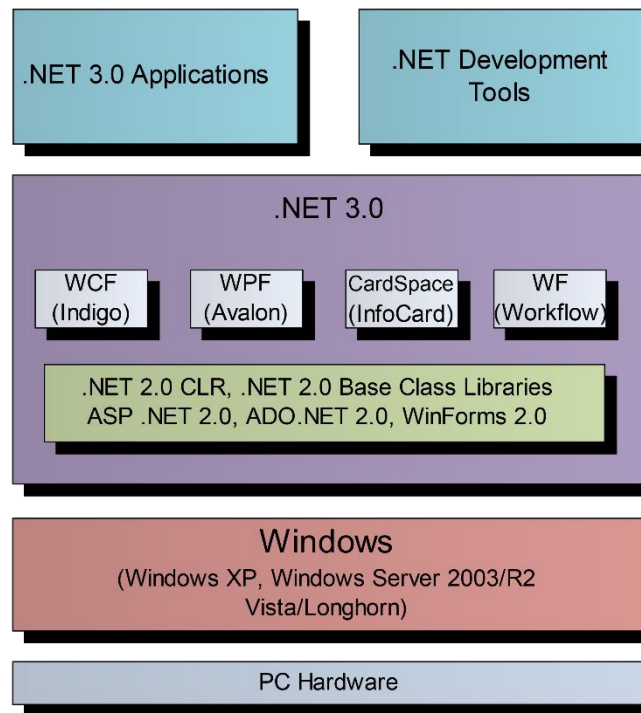 .NET 3.0 Applications
.NET Development
Tools
.NET 3.0
WCF
(Indigo)
WPF
(Avalon)
CardSpace
(InfoCard)
WF
(Workflow)
.NET 2.0 CLR, .NET 2.0 Base Class Libraries
ASP .NET 2.0, ADO.NET 2.0, WinForms 2.0
Windows
(Windows XP, Windows Server 2003/R2
Vista/Longhorn)
PC Hardware